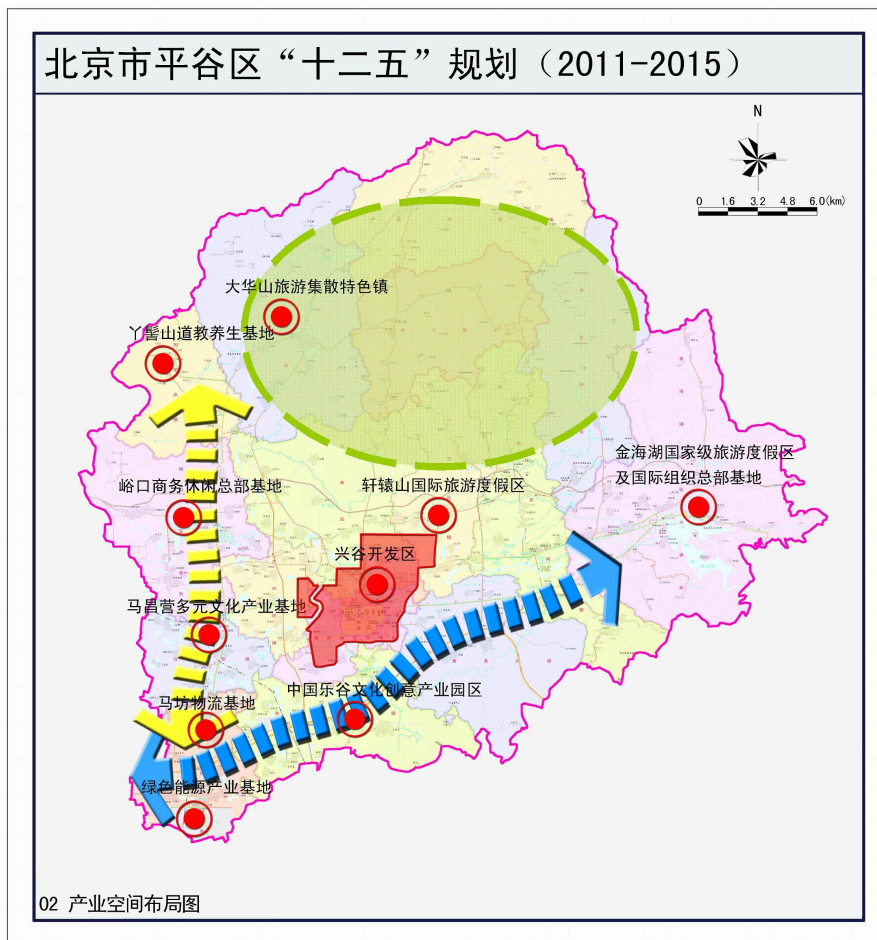 北京市平谷区“十二五”规划（2011-2015）
N
0 1.6 3.2 4.8 6.0(km)
大华山旅游集散特色镇
丫髻山道教养生基地
金海湖国家级旅游度假区
及国际组织总部基地
峪口商务休闲总部基地
轩辕山国际旅游度假区
兴谷开发区
马昌营多元文化产业基地
中国乐谷文化创意产业园区
马坊物流基地
绿色能源产业基地
02 产业空间布局图